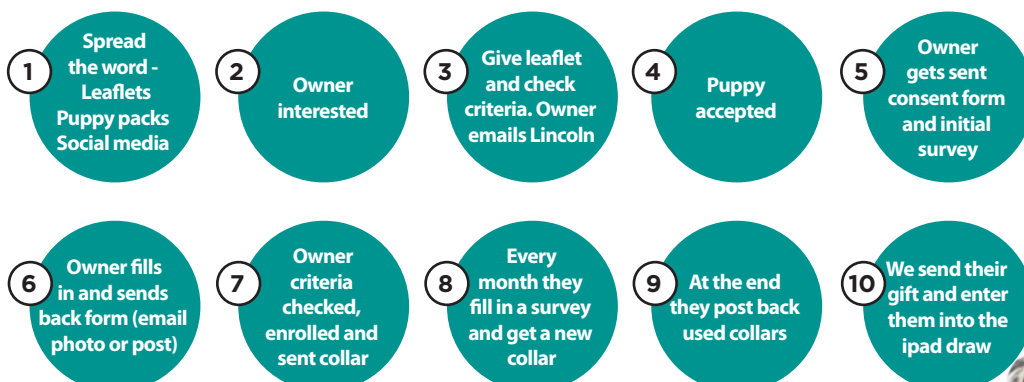 1
Spread
the word -
Leaflets
Puppy packs
Social media
2
Owner
interested
3
Give leaflet
and check
criteria. Owner
emails Lincoln
4
Puppy
accepted
5
Owner
gets sent
consent form
and initial
survey
6
Owner fills
in and sends
back form (email
photo or post)
7
Owner
criteria
checked,
enrolled and
sent collar
8
Every
month they
fill in a survey
and get a new
collar
9
At the end
they post back
used collars
10
We send their
gift and enter
them into the
ipad draw